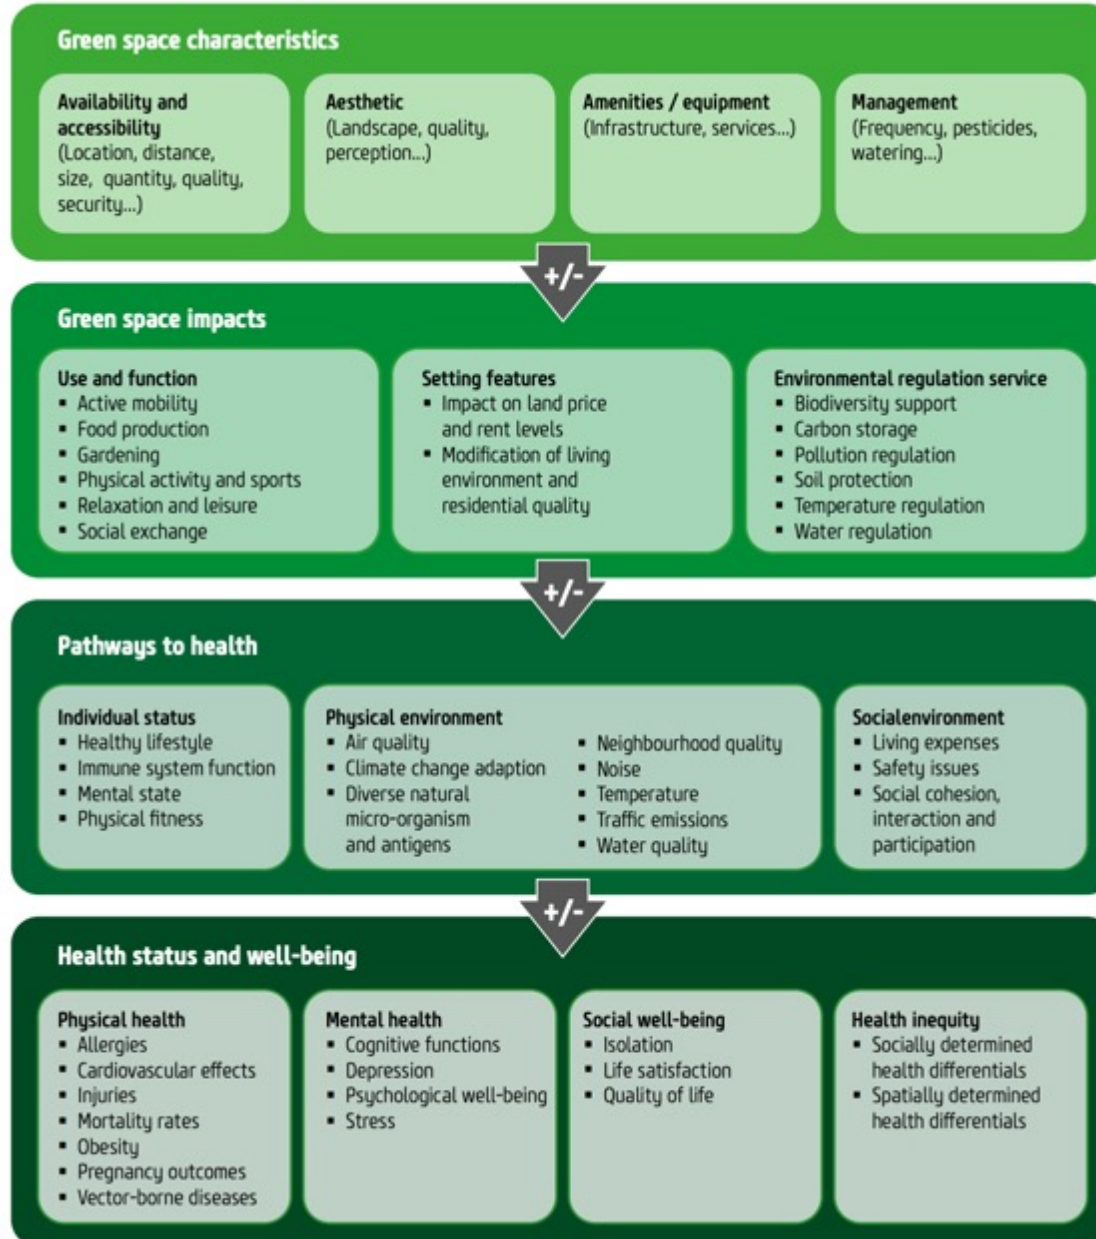 Green space characteristics
Availability and
accessibility
(Location, distance,
size, quantity, quality,
security...)
Aesthetic
(Landscape, quality,
perception...)
Amenities / equipment
(Infrastructure, services...)
Management
(Frequency, pesticides,
watering...)
+/-
Green space impacts
Use and function
▪ Active mobility
▪ Food production
▪ Gardening
▪ Physical activity and sports
▪ Relaxation and leisure
▪ Social exchange
Setting features
▪ Impact on land price
and rent levels
▪ Modification of living
environment and
residential quality
Environmental regulation service
▪ Biodiversity support
▪ Carbon storage
▪ Pollution regulation
▪ Soil protection
▪ Temperature regulation
▪ Water regulation
+/-
Pathways to health
Individual status
▪ Healthy lifestyle
▪ Immune system function
▪ Mental state
▪ Physical fitness
Physical environment
▪ Air quality
▪ Climate change adaption
▪ Diverse natural
micro-organism
and antigens
▪ Neighbourhood quality
▪ Noise
▪ Temperature
▪ Traffic emissions
▪ Water quality
Socialenvironment
▪ Living expenses
▪ Safety issues
▪ Social cohesion,
interaction and
participation
+/-
Health status and well-being
Physical health
▪ Allergies
▪ Cardiovascular effects
▪ Injuries
▪ Mortality rates
▪ Obesity
▪ Pregnancy outcomes
▪ Vector-borne diseases
Mental health
▪ Cognitive functions
▪ Depression
▪ Psychological well-being
▪ Stress
Social well-being
▪ Isolation
▪ Life satisfaction
▪ Quality of life
Health inequity
▪ Socially determined
health differentials
▪ Spatially determined
health differentials